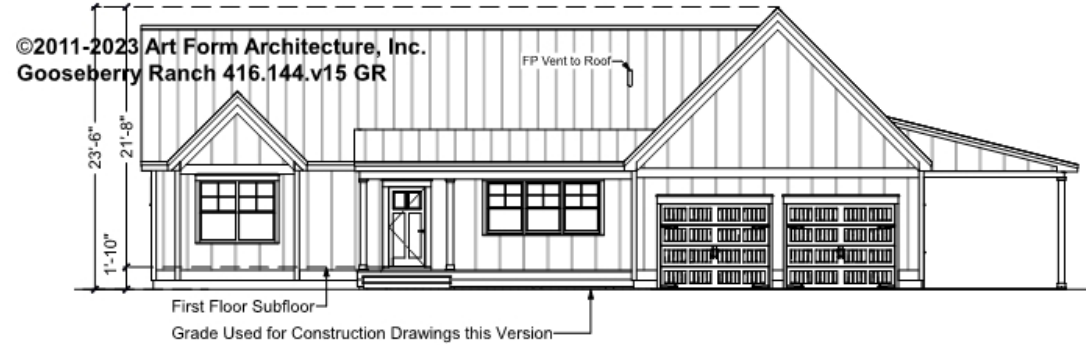 ©2011-2023 Art Form Architecture, Inc.
Gooseberry Ranch 416.144.v15 GR
FP Vent to Roof
23'-6"
21'-8"
1'-10"
First Floor Subfloor
Grade Used for Construction Drawings this Version